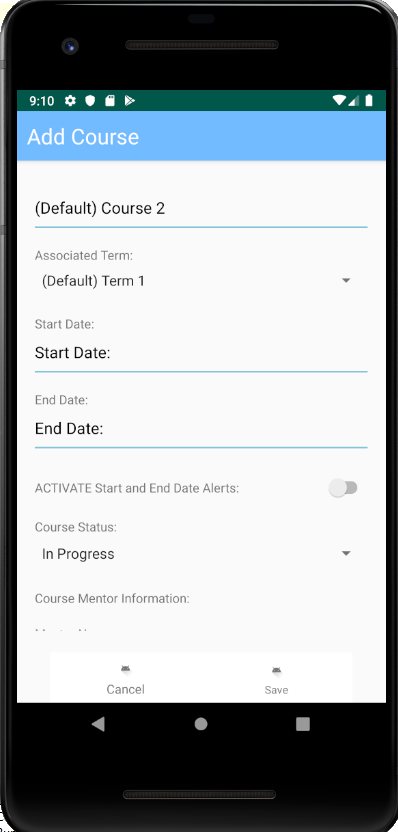 9:10
Add Course
(Default) Course 2
Associated Term:
(Default) Term 1
Start Date:
Start Date:
End Date:
End Date:
ACTIVATE Start and End Date Alerts:
Course Status:
In Progress
Course Mentor Information:
Cancel
Save